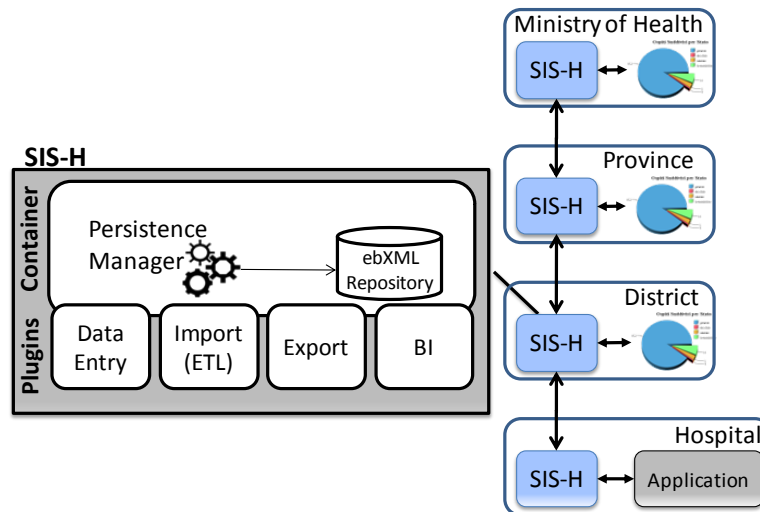 SIS-H
Container
Persistence
Manager
ebXML
Repository
Plugins
Data
Entry
Import
(ETL)
Export
BI
Ministry of Health
SIS-H
Province
SIS-H
District
SIS-H
Hospital
SIS-H
Application